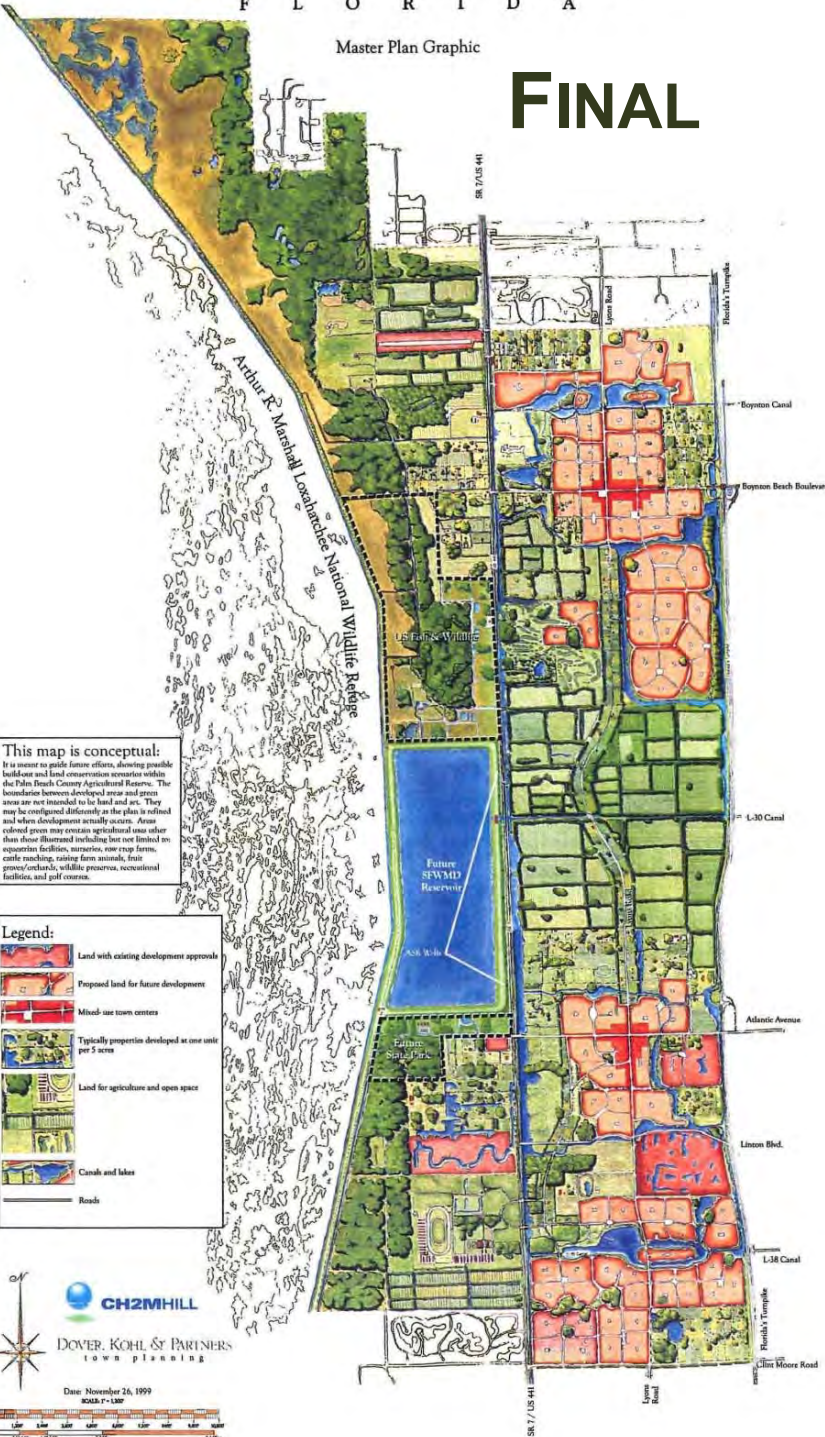 F L O R I D A
Master Plan Graphic
FINAL
SR 7/US 441
Lyons Road
Florida's Turnpike
Boynton Canal
Boynton Beach Boulevard
Arthur R. Marshall Loxahatchee National Wildlife Refuge
US Fish & Wildlife
This map is conceptual:
It is meant to guide future efforts, showing possible
build-out and land conservation scenarios within
the Palm Beach County Agricultural Reserve. The
boundaries between developed areas and green
areas are not intended to be hard and set. They
may be configured differently as the plan is refined
and when development actually occurs. Areas
colored green may contain agricultural uses other
than those illustrated including but not limited to:
equestrian facilities, nurseries, row crop farms,
cattle ranching, raising farm animals, fruit
groves/orchards, wildlife preserves, recreational
facilities, and golf courses.
L-30 Canal
Future
SFWMD
Reservoir
ASR Wells
Lyons Road
Legend:
Land with existing development approvals
Proposed land for future development
Mixed-use town centers
Typically properties developed at one unit
per 5 acres
Land for agriculture and open space
Canals and lakes
Roads
Atlantic Avenue
Future
State Park
Linton Blvd.
L-38 Canal
Florida's Turnpike
Clint Moore Road
SR 7/ US 441
Lyons
Road
N
CH2MHILL
DOVER, KOHL & PARTNERS
town planning
Date: November 26, 1999
SCALE: 1" = 1,200'